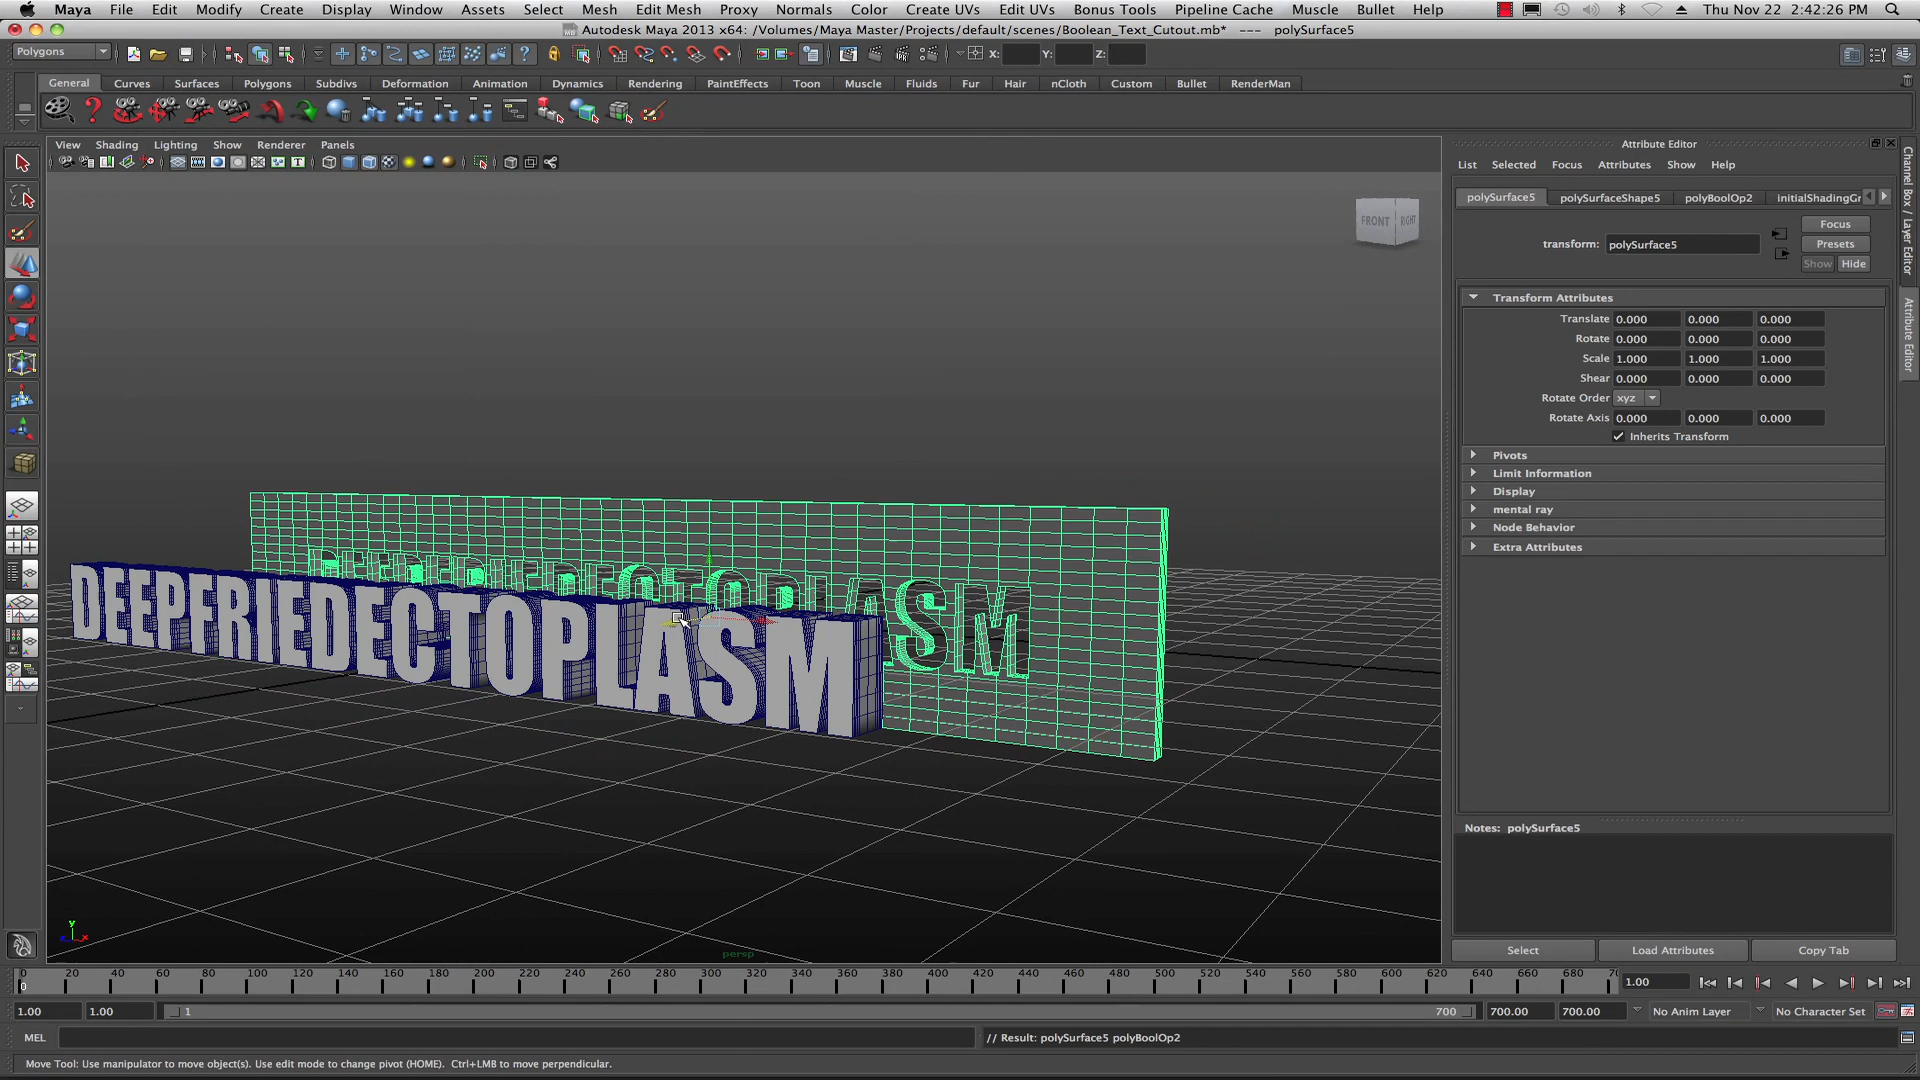 Maya File Edit Modify Create Display Window Assets Select Mesh Edit Mesh Proxy Normals Color Create UVs Edit UVs Bonus Tools Pipeline Cache Muscle Bullet Help Thu Nov 22 2:42:26 PM
Autodesk Maya 2013 x64: /Volumes/Maya Master/Projects/default/scenes/Boolean_Text_Cutout.mb* --- polySurface5
Polygons X: Y: Z:
General Curves Surfaces Polygons Subdivs Deformation Animation Dynamics Rendering PaintEffects Toon Muscle Fluids Fur Hair nCloth Custom Bullet RenderMan
View Shading Lighting Show Renderer Panels
FRONT RIGHT
DEEPFRIEDECTOPLASM
DEEPFRIEDECTOPLASM
y
x
persp
Attribute Editor
List Selected Focus Attributes Show Help
polySurface5 polySurfaceShape5 polyBoolOp2 initialShadingGr
Focus
transform: polySurface5 Presets
Show Hide
Transform Attributes
Translate 0.000 0.000 0.000
Rotate 0.000 0.000 0.000
Scale 1.000 1.000 1.000
Shear 0.000 0.000 0.000
Rotate Order xyz
Rotate Axis 0.000 0.000 0.000
Inherits Transform
Pivots
Limit Information
Display
mental ray
Node Behavior
Extra Attributes
Notes: polySurface5
Select Load Attributes Copy Tab
Channel Box / Layer Editor
Attribute Editor
0 20 40 60 80 100 120 140 160 180 200 220 240 260 280 300 320 340 360 380 400 420 440 460 480 500 520 540 560 580 600 620 640 660 680 70
0 1.00
1.00 1.00 1 700 700.00 700.00 No Anim Layer No Character Set
MEL // Result: polySurface5 polyBoolOp2
Move Tool: Use manipulator to move object(s). Use edit mode to change pivot (HOME). Ctrl+LMB to move perpendicular.